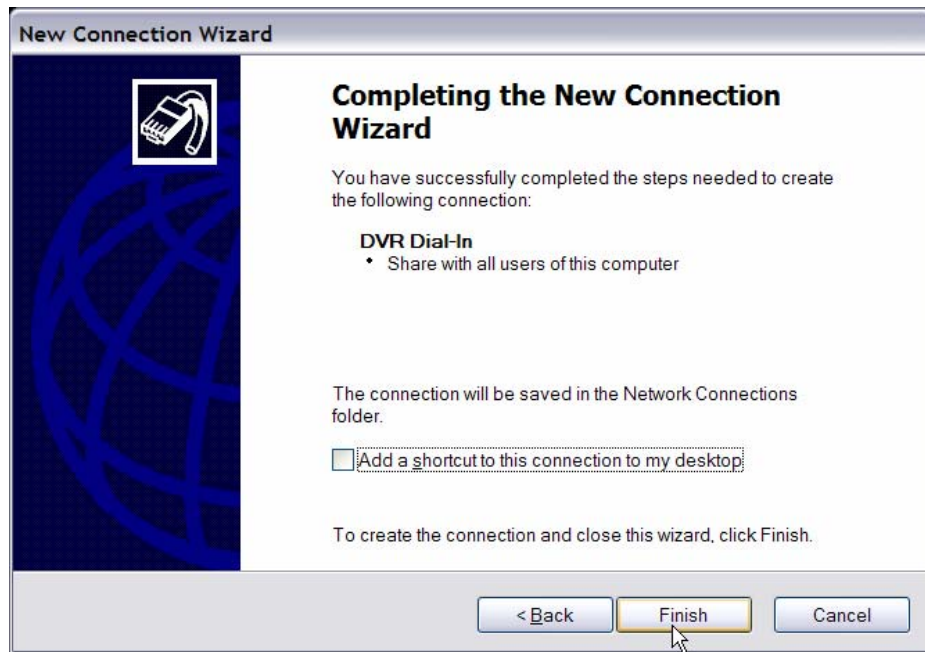 New Connection Wizard
Completing the New Connection
Wizard
You have successfully completed the steps needed to create
the following connection:
DVR Dial-In
• Share with all users of this computer
The connection will be saved in the Network Connections
folder.
Add a shortcut to this connection to my desktop
To create the connection and close this wizard, click Finish.
< Back Finish Cancel